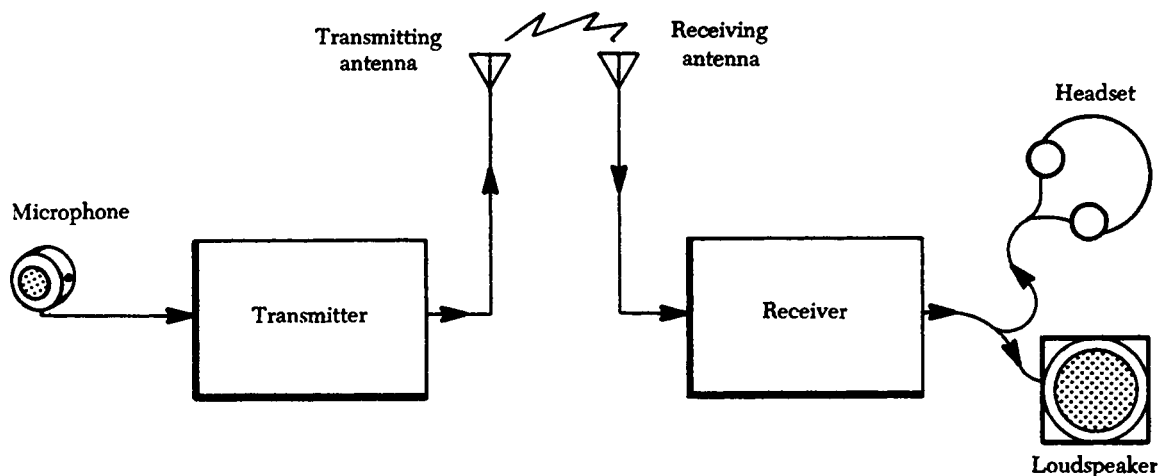 Transmitting
antenna
Receiving
antenna
Headset
Microphone
Transmitter
Receiver
Loudspeaker